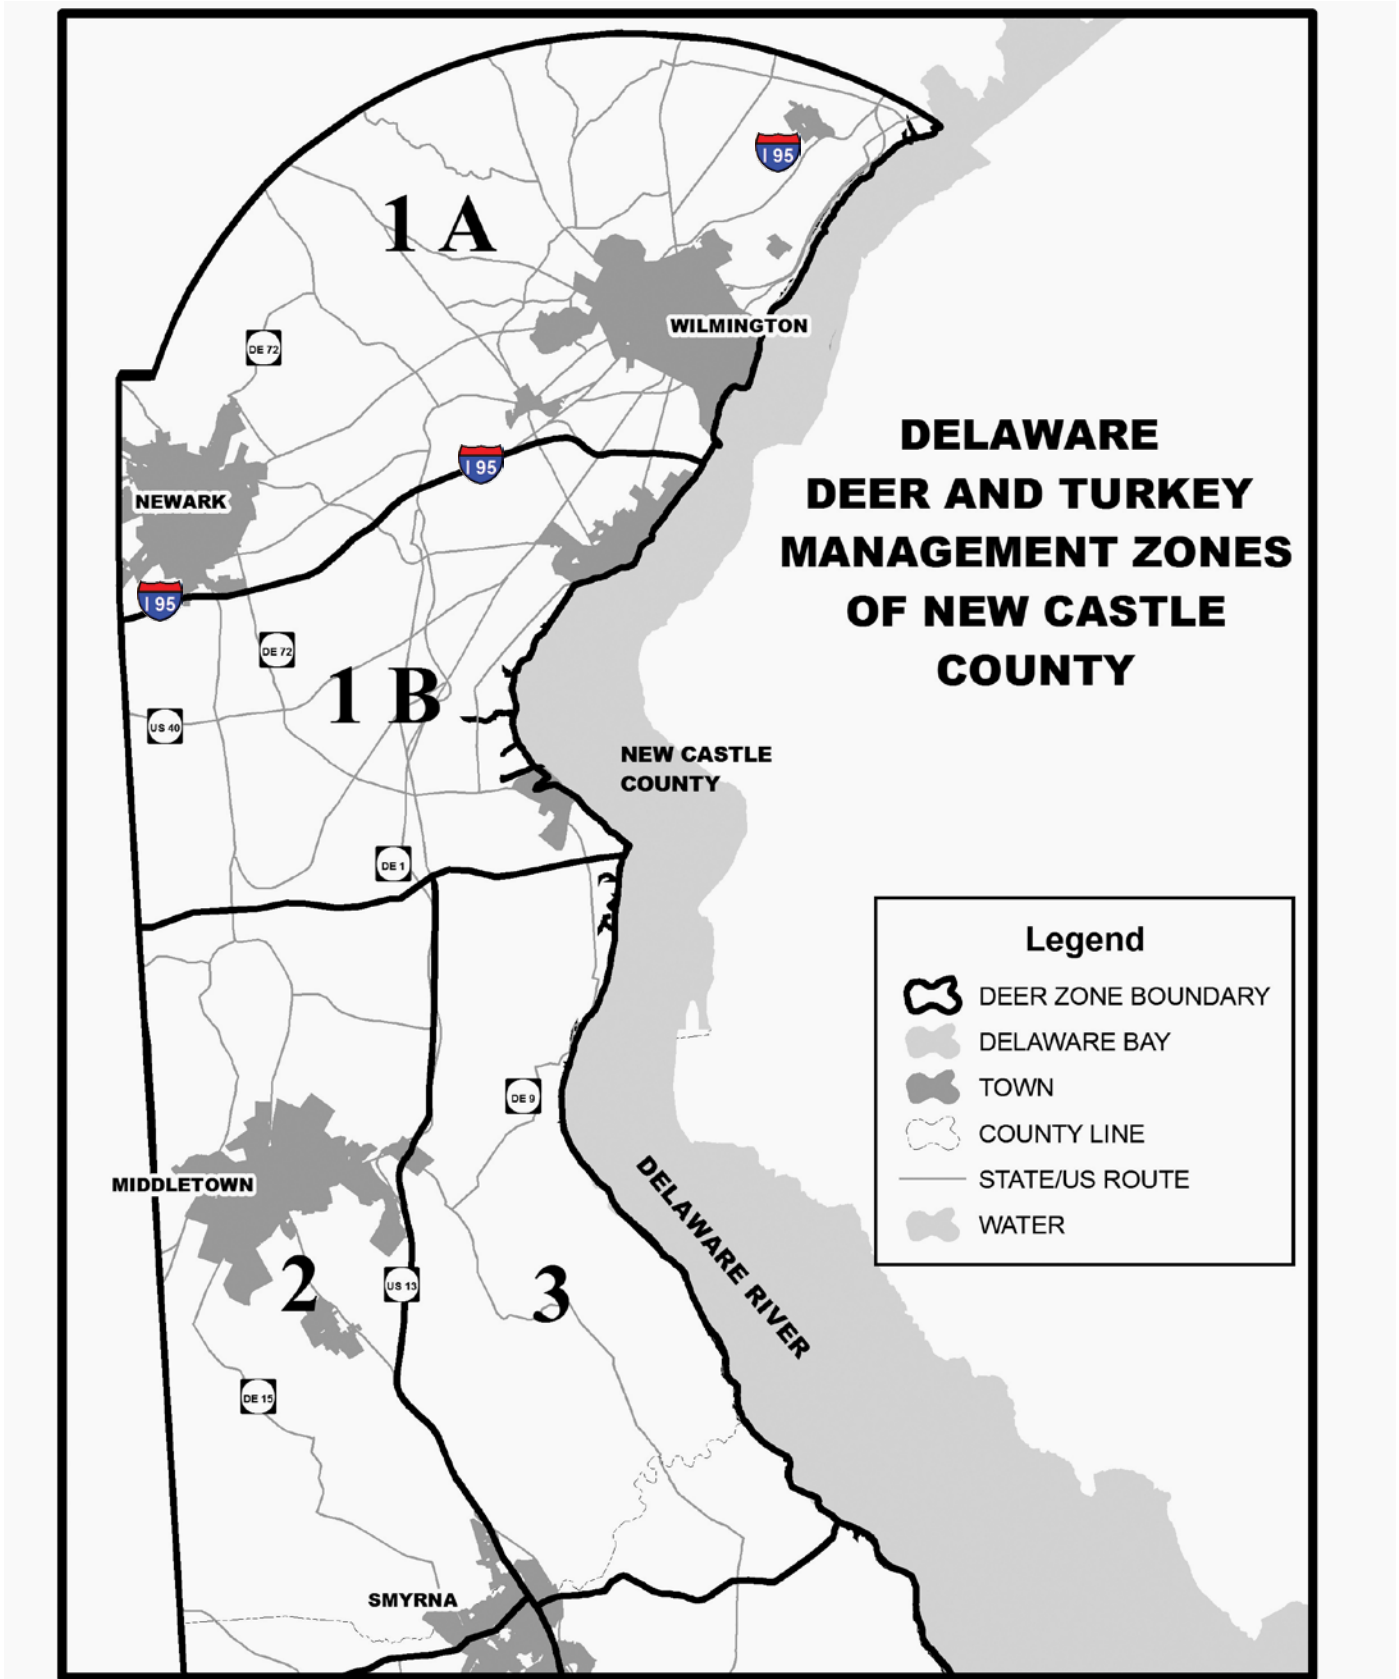 I 95
1 A
WILMINGTON
DE 72
I 95
NEWARK
I 95
DELAWARE
DEER AND TURKEY
MANAGEMENT ZONES
OF NEW CASTLE
COUNTY
DE 72
1 B
US 40
NEW CASTLE
COUNTY
DE 1
Legend
DEER ZONE BOUNDARY
DELAWARE BAY
TOWN
COUNTY LINE
STATE/US ROUTE
WATER
DE 9
MIDDLETOWN
DELAWARE RIVER
2
US 13
3
DE 15
SMYRNA